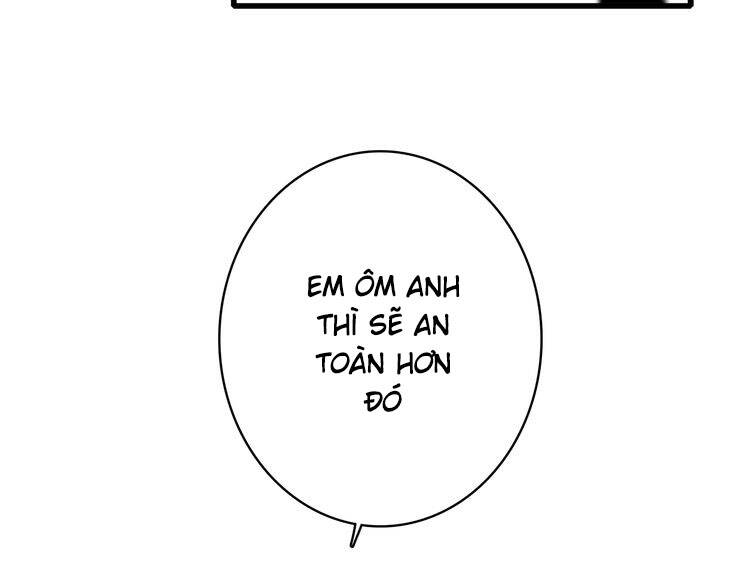 EM ÔM ANH
THÌ SẼ AN
TOÀN HƠN
ĐÓ